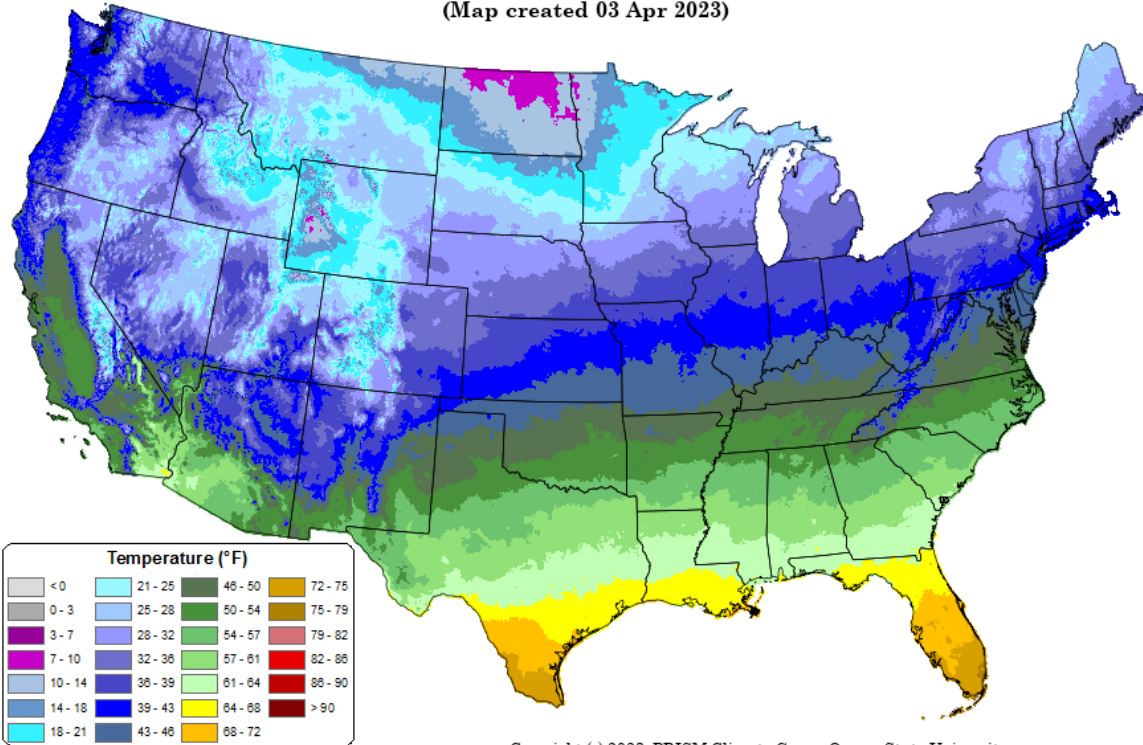 (Map created 03 Apr 2023)
Temperature (°F)
< 0 21 - 25 46 - 50 72 - 75
0 - 3 25 - 28 50 - 54 75 - 79
3 - 7 28 - 32 54 - 57 79 - 82
7 - 10 32 - 36 57 - 61 82 - 86
10 - 14 36 - 39 61 - 64 86 - 90
14 - 18 39 - 43 64 - 68 > 90
18 - 21 43 - 46 68 - 72